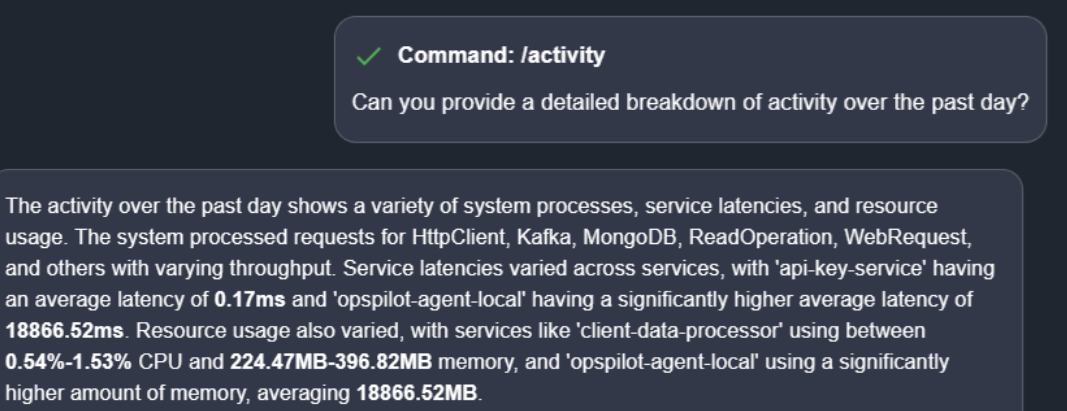 Command: /activity
Can you provide a detailed breakdown of activity over the past day?
The activity over the past day shows a variety of system processes, service latencies, and resource
usage. The system processed requests for HttpClient, Kafka, MongoDB, ReadOperation, WebRequest,
and others with varying throughput. Service latencies varied across services, with 'api-key-service' having
an average latency of 0.17ms and 'opspilot-agent-local' having a significantly higher average latency of
18866.52ms. Resource usage also varied, with services like 'client-data-processor' using between
0.54%-1.53% CPU and 224.47MB-396.82MB memory, and 'opspilot-agent-local' using a significantly
higher amount of memory, averaging 18866.52MB.